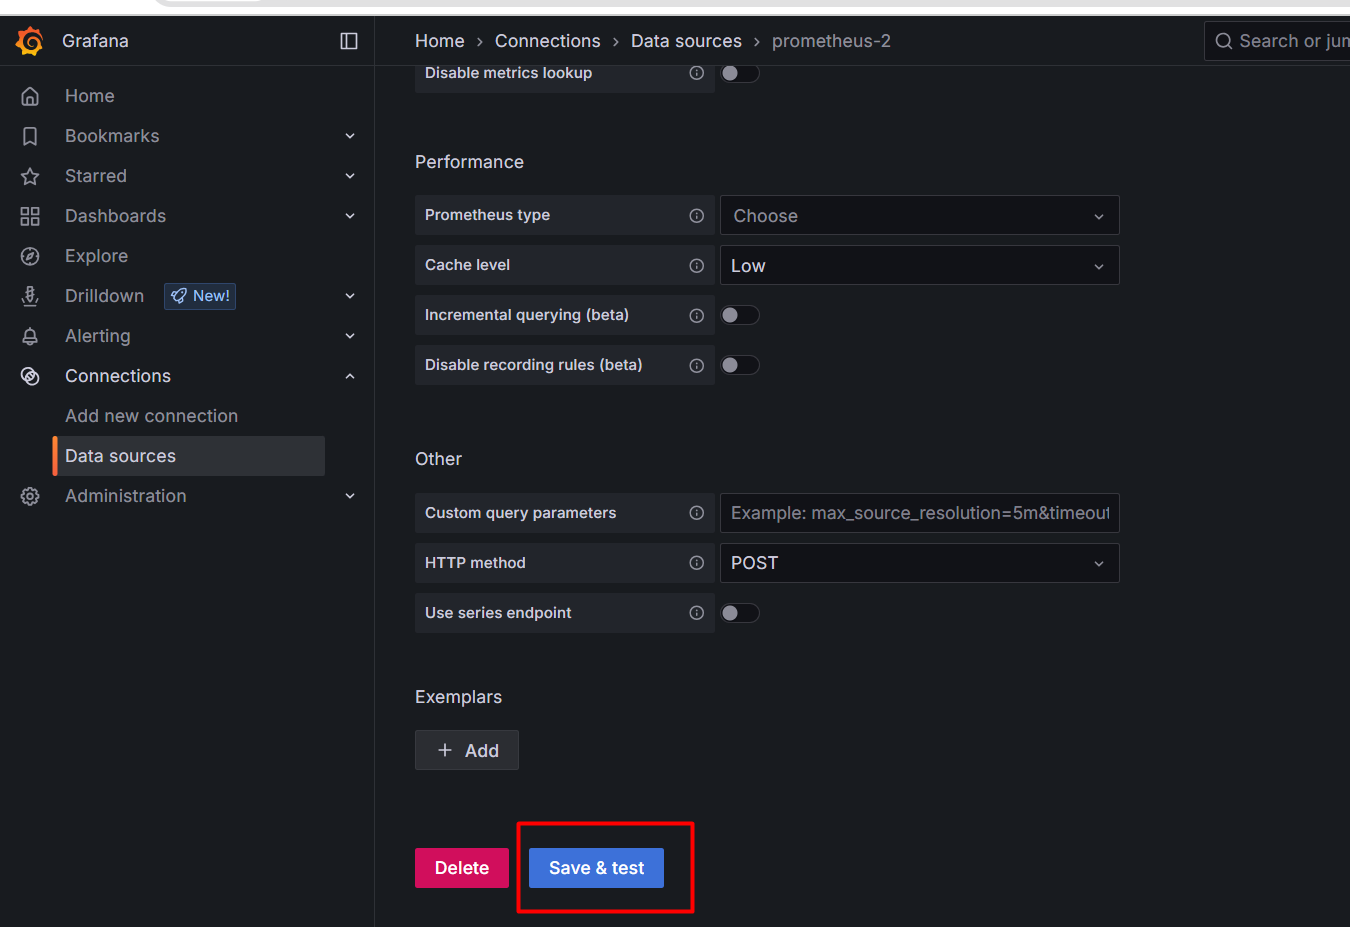 Grafana
Home › Connections › Data sources › prometheus-2
Search or jum
Home
Bookmarks
Starred
Dashboards
Explore
Drilldown New!
Alerting
Connections
Add new connection
Data sources
Administration
Disable metrics lookup
Performance
Prometheus type Choose
Cache level Low
Incremental querying (beta)
Disable recording rules (beta)
Other
Custom query parameters Example: max_source_resolution=5m&timeout
HTTP method POST
Use series endpoint
Exemplars
+ Add
Delete Save & test